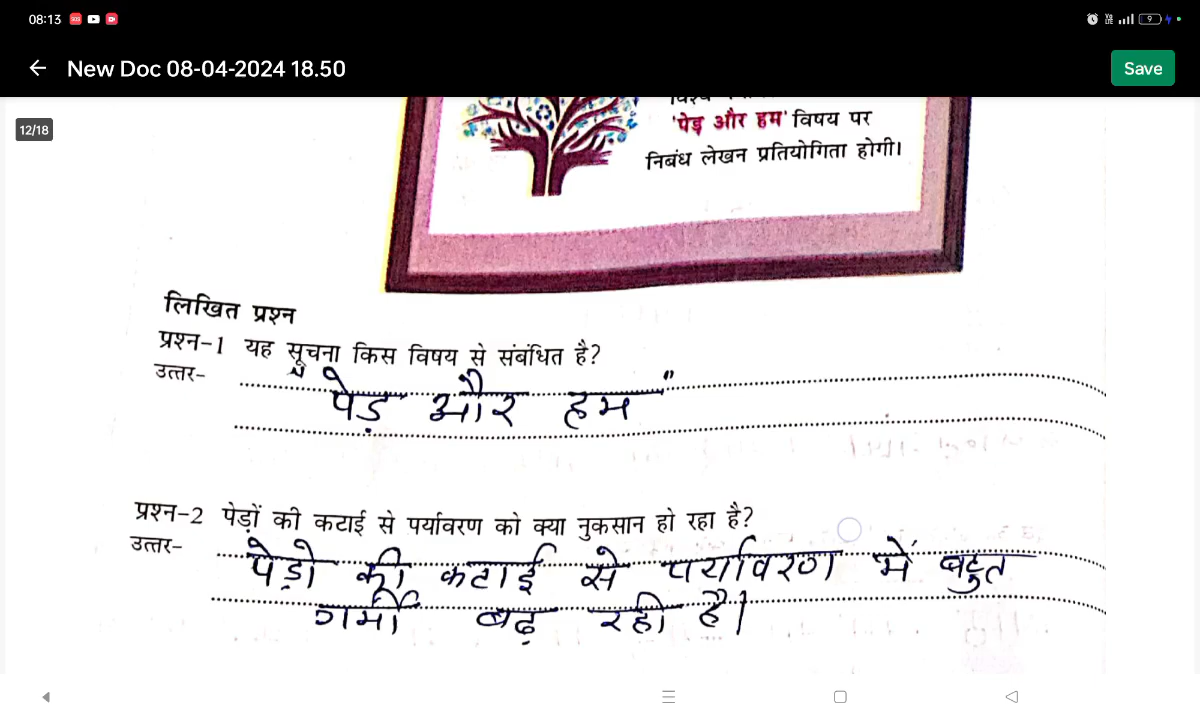 08:13
9
New Doc 08-04-2024 18.50
Save
12/18
'पेड़ और हम' विषय पर
निबंध लेखन प्रतियोगिता होगी।
लिखित प्रश्न
प्रश्न-1 यह सूचना किस विषय से संबंधित है?
उत्तर-
"पेड़ और हम"
प्रश्न-2 पेड़ों की कटाई से पर्यावरण को क्या नुकसान हो रहा है?
उत्तर-
पेड़ो की कटाई से पर्यावरण में बहुत
गर्मी बढ़ रही है।